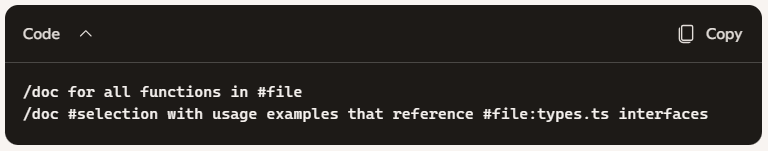 Code
Copy
/doc for all functions in #file
/doc #selection with usage examples that reference #file:types.ts interfaces